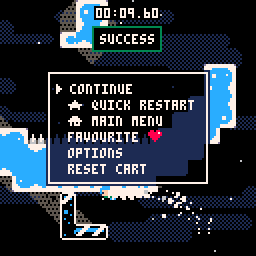 00:09.60
SUCCESS
CONTINUE
QUICK RESTART
MAIN MENU
FAVOURITE
OPTIONS
RESET CART